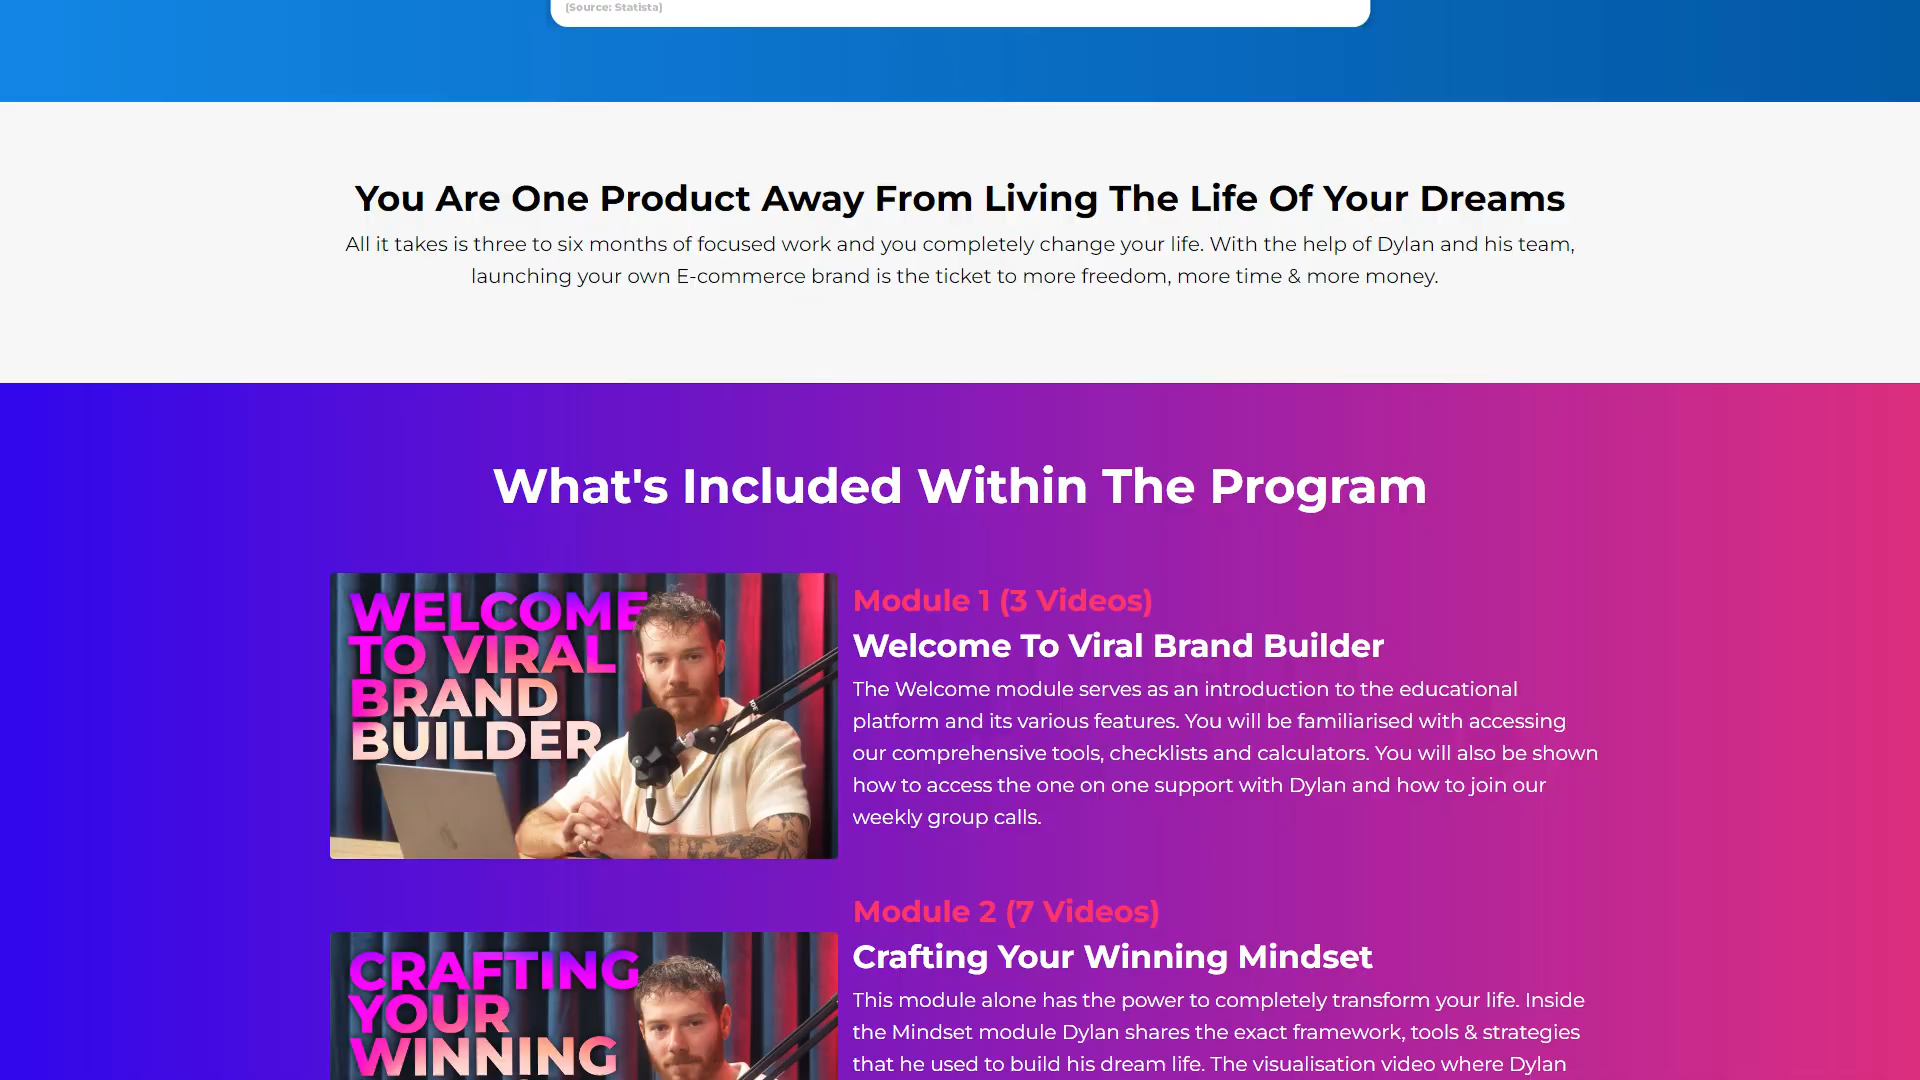 (Source: Statista)
You Are One Product Away From Living The Life Of Your Dreams
All it takes is three to six months of focused work and you completely change your life. With the help of Dylan and his team,
launching your own E-commerce brand is the ticket to more freedom, more time & more money.
What's Included Within The Program
WELCOME
TO VIRAL
BRAND
BUILDER
Module 1 (3 Videos)
Welcome To Viral Brand Builder
The Welcome module serves as an introduction to the educational
platform and its various features. You will be familiarised with accessing
our comprehensive tools, checklists and calculators. You will also be shown
how to access the one on one support with Dylan and how to join our
weekly group calls.
CRAFTING
YOUR
WINNING
Module 2 (7 Videos)
Crafting Your Winning Mindset
This module alone has the power to completely transform your life. Inside
the Mindset module Dylan shares the exact framework, tools & strategies
that he used to build his dream life. The visualisation video where Dylan